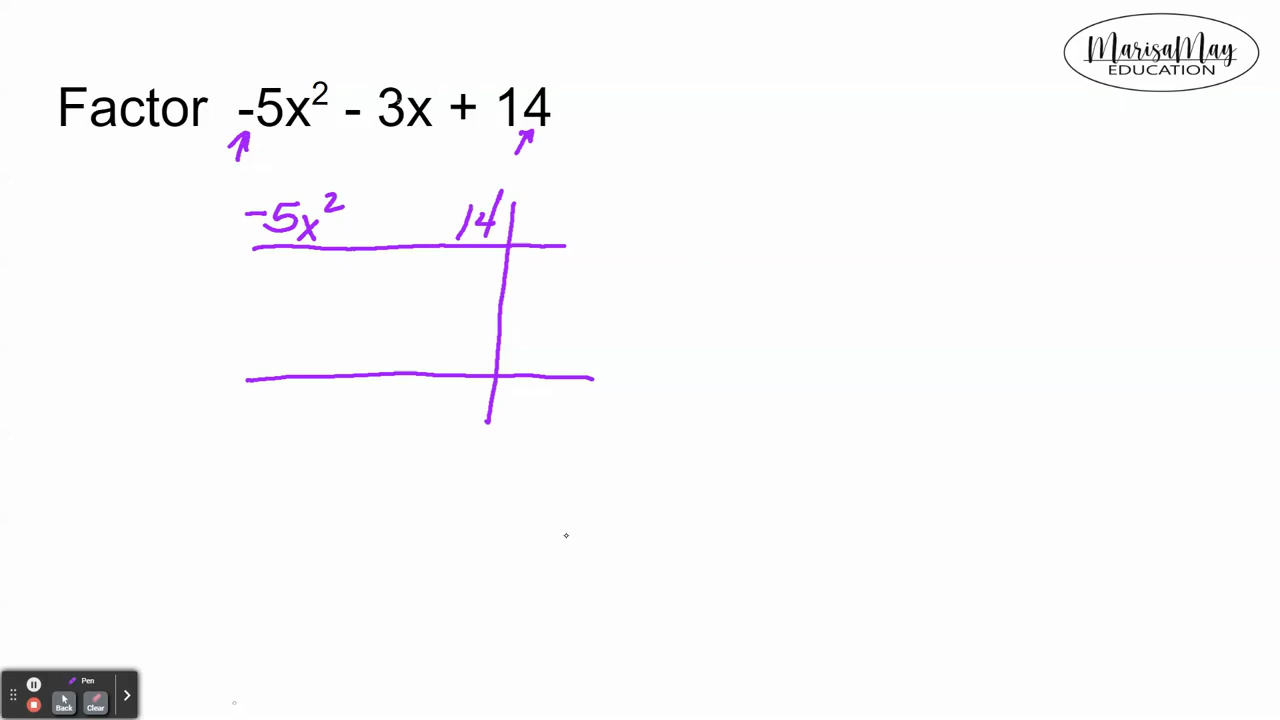 MarisaMay
EDUCATION
Factor -5x² - 3x + 14
-5x² 14
Pen
Back Clear